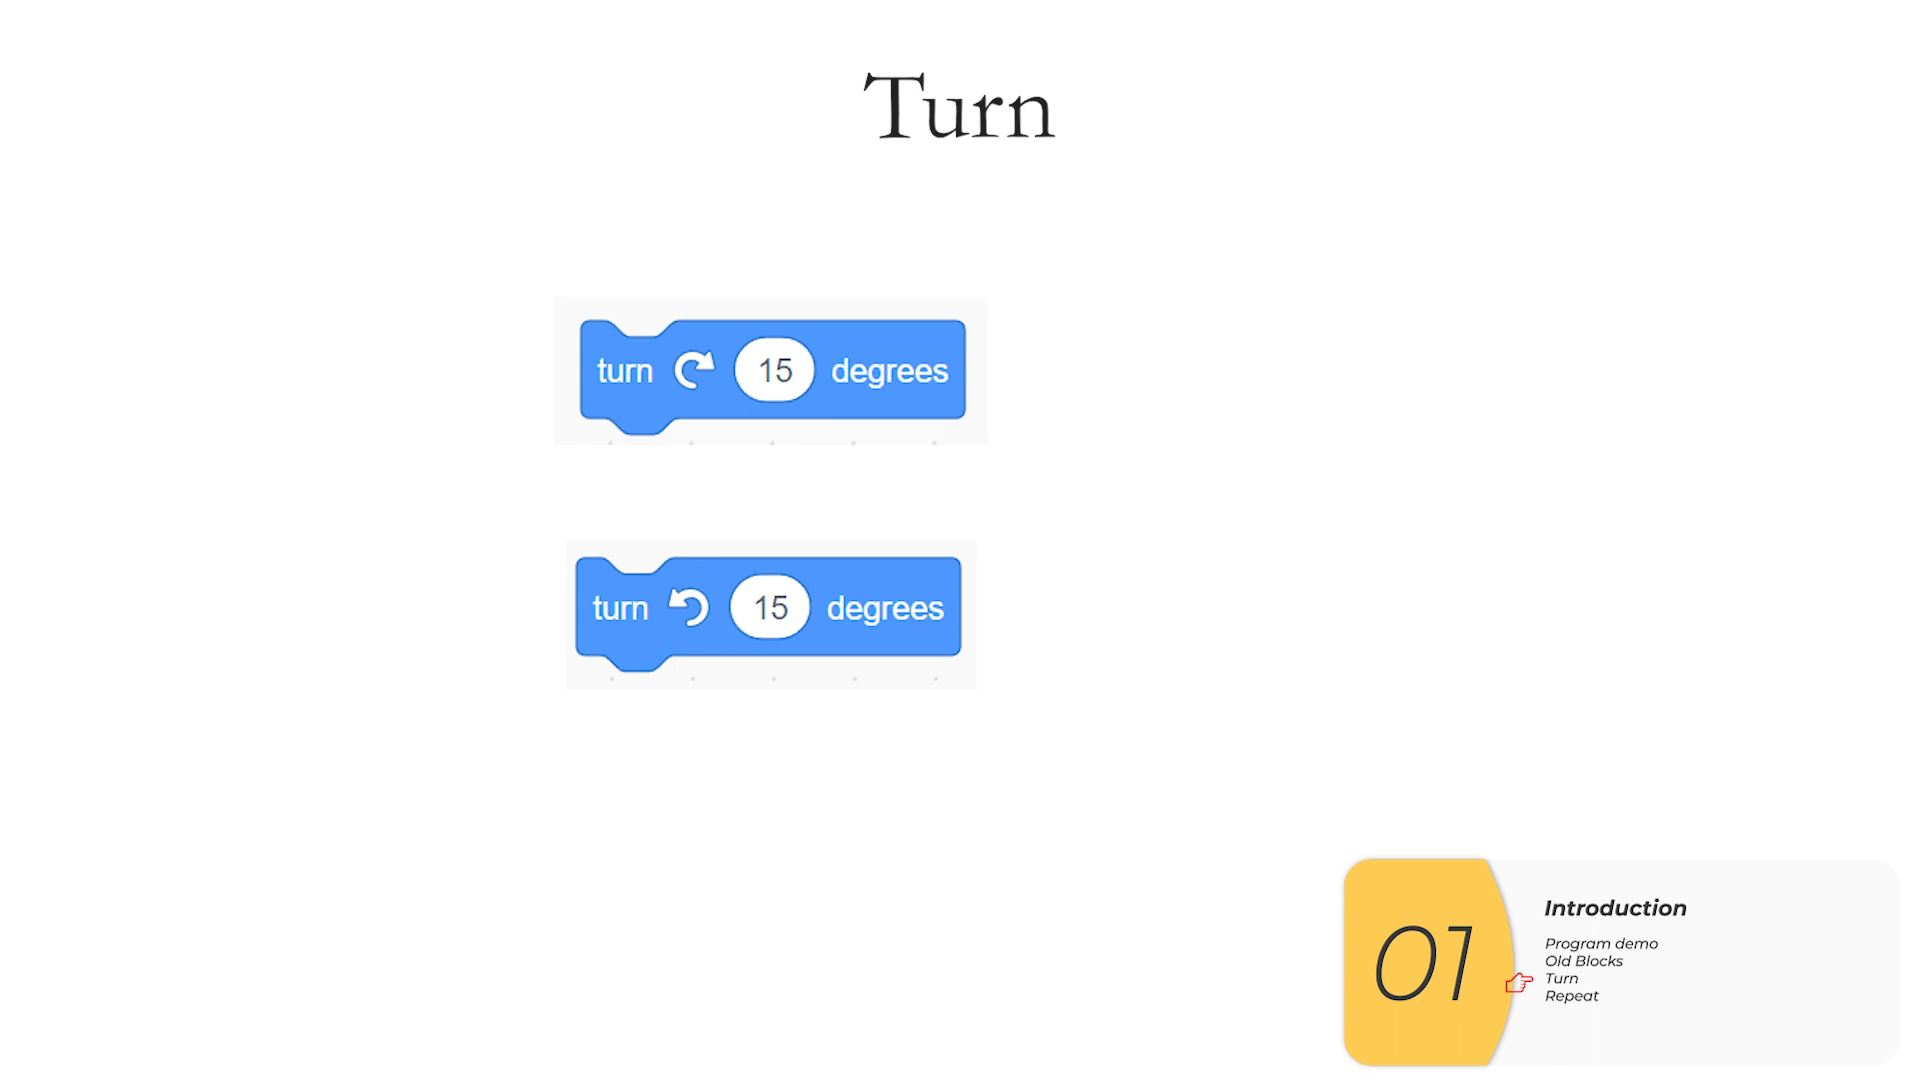 Turn
turn 15 degrees
turn 15 degrees
01
Introduction
Program demo
Old Blocks
Turn
Repeat